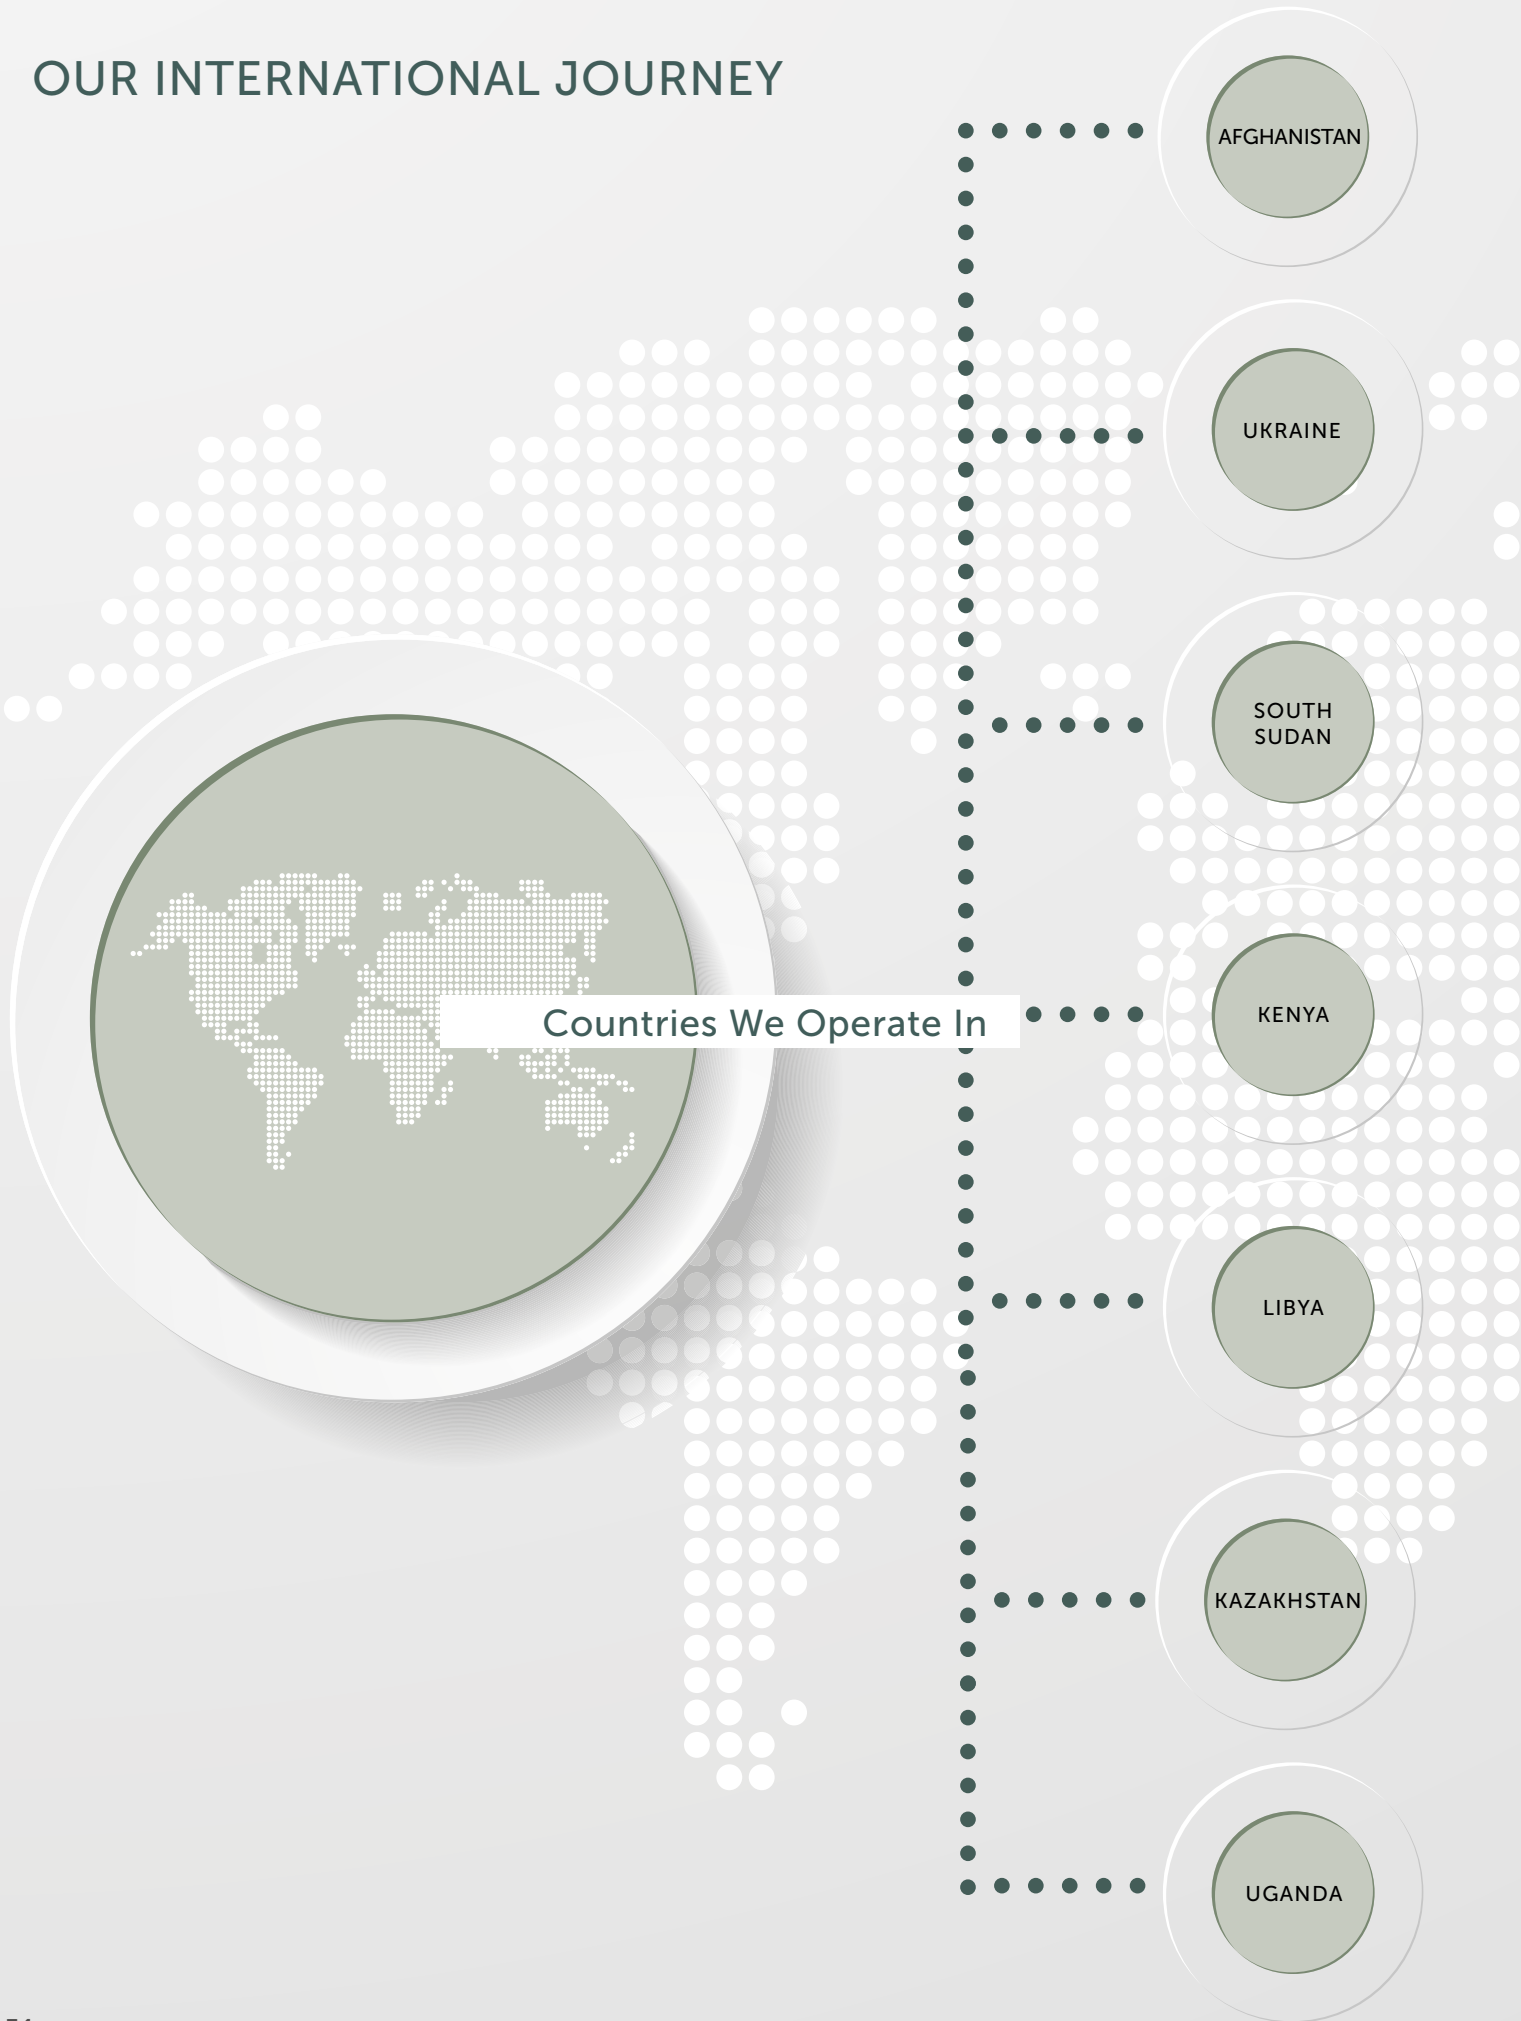 OUR INTERNATIONAL JOURNEY
AFGHANISTAN
UKRAINE
SOUTH
SUDAN
Countries We Operate In
KENYA
LIBYA
KAZAKHSTAN
UGANDA